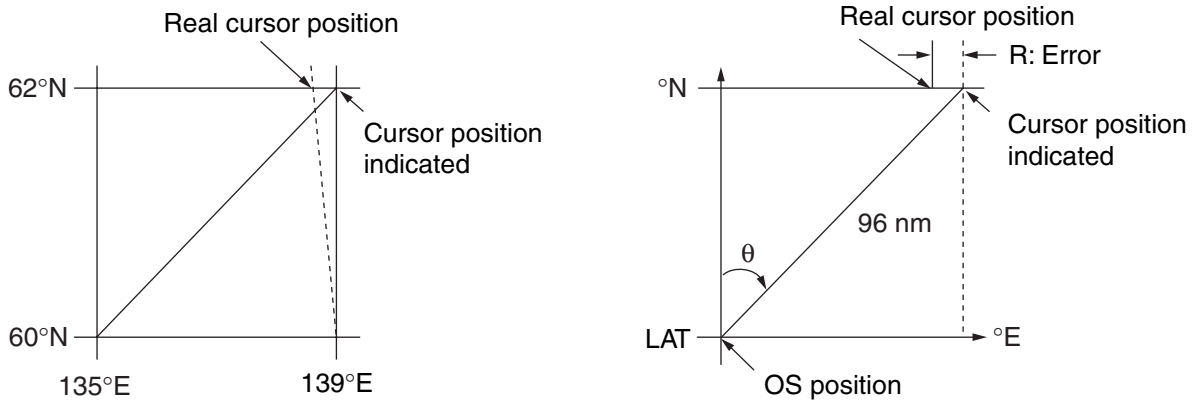 Real cursor position
62°N
Cursor position
indicated
60°N
135°E
139°E
Real cursor position
R: Error
°N
Cursor position
indicated
96 nm
θ
LAT
°E
OS position